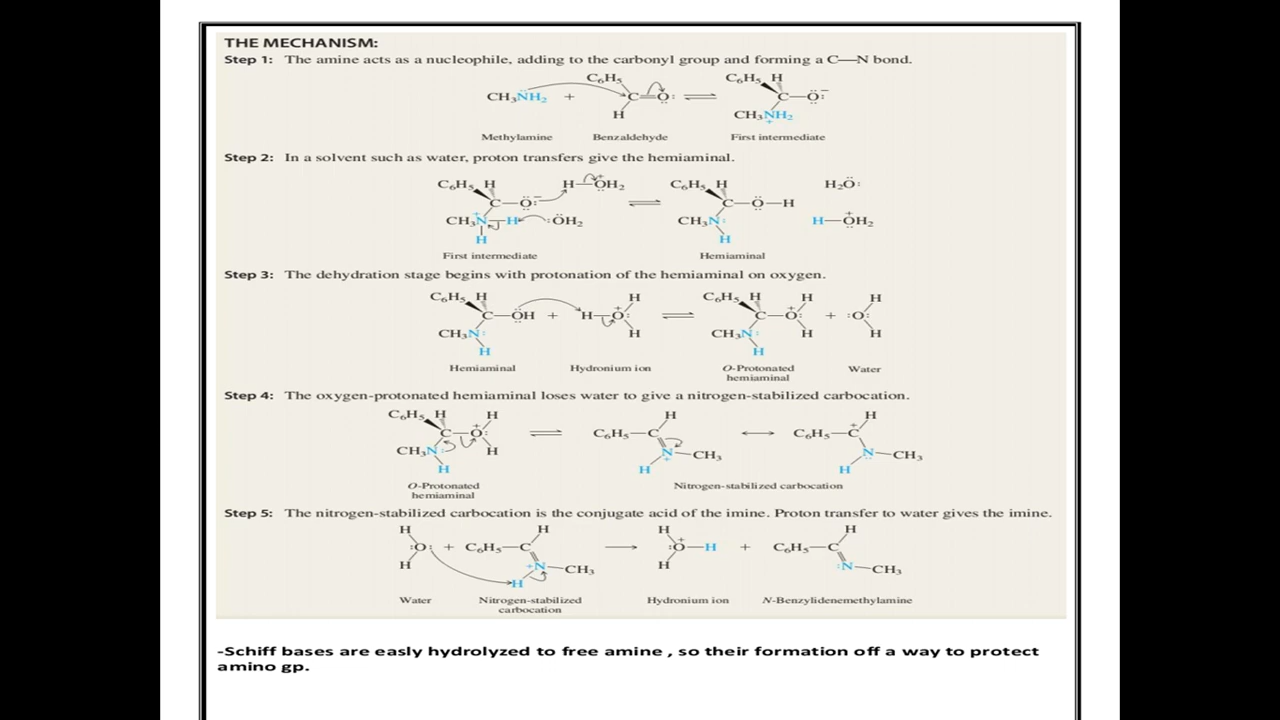 THE MECHANISM:
Step 1: The amine acts as a nucleophile, adding to the carbonyl group and forming a C—N bond.
C₆H₅ C₆H₅ H
CH₃N̈H₂ + C=Ö: ⇌ C—Ö:⁻
H CH₃NH₂
+
Methylamine Benzaldehyde First intermediate
Step 2: In a solvent such as water, proton transfers give the hemiaminal.
C₆H₅ H H—ÖH₂ C₆H₅ H H₂Ö:
+
C—Ö:⁻ ⇌ C—Ö—H
CH₃N—H :ÖH₂ CH₃N: H—ÖH₂
+ +
H H
First intermediate Hemiaminal
Step 3: The dehydration stage begins with protonation of the hemiaminal on oxygen.
C₆H₅ H H C₆H₅ H H H
C—ÖH + H—O: ⇌ C—O: + :O:
+ +
CH₃N: H CH₃N: H H
H H
Hemiaminal Hydronium ion O-Protonated Water
hemiaminal
Step 4: The oxygen-protonated hemiaminal loses water to give a nitrogen-stabilized carbocation.
C₆H₅ H H H H
C—O: ⇌ C₆H₅—C ↔ C₆H₅—C
+ +
CH₃N: H N—CH₃ N̈—CH₃
+
H H H
O-Protonated Nitrogen-stabilized carbocation
hemiaminal
Step 5: The nitrogen-stabilized carbocation is the conjugate acid of the imine. Proton transfer to water gives the imine.
H H H H
:O: + C₆H₅—C → :O—H + C₆H₅—C
+
H +N—CH₃ H :N—CH₃
H
Water Nitrogen-stabilized Hydronium ion N-Benzylidenemethylamine
carbocation
-Schiff bases are easly hydrolyzed to free amine , so their formation off a way to protect
amino gp.